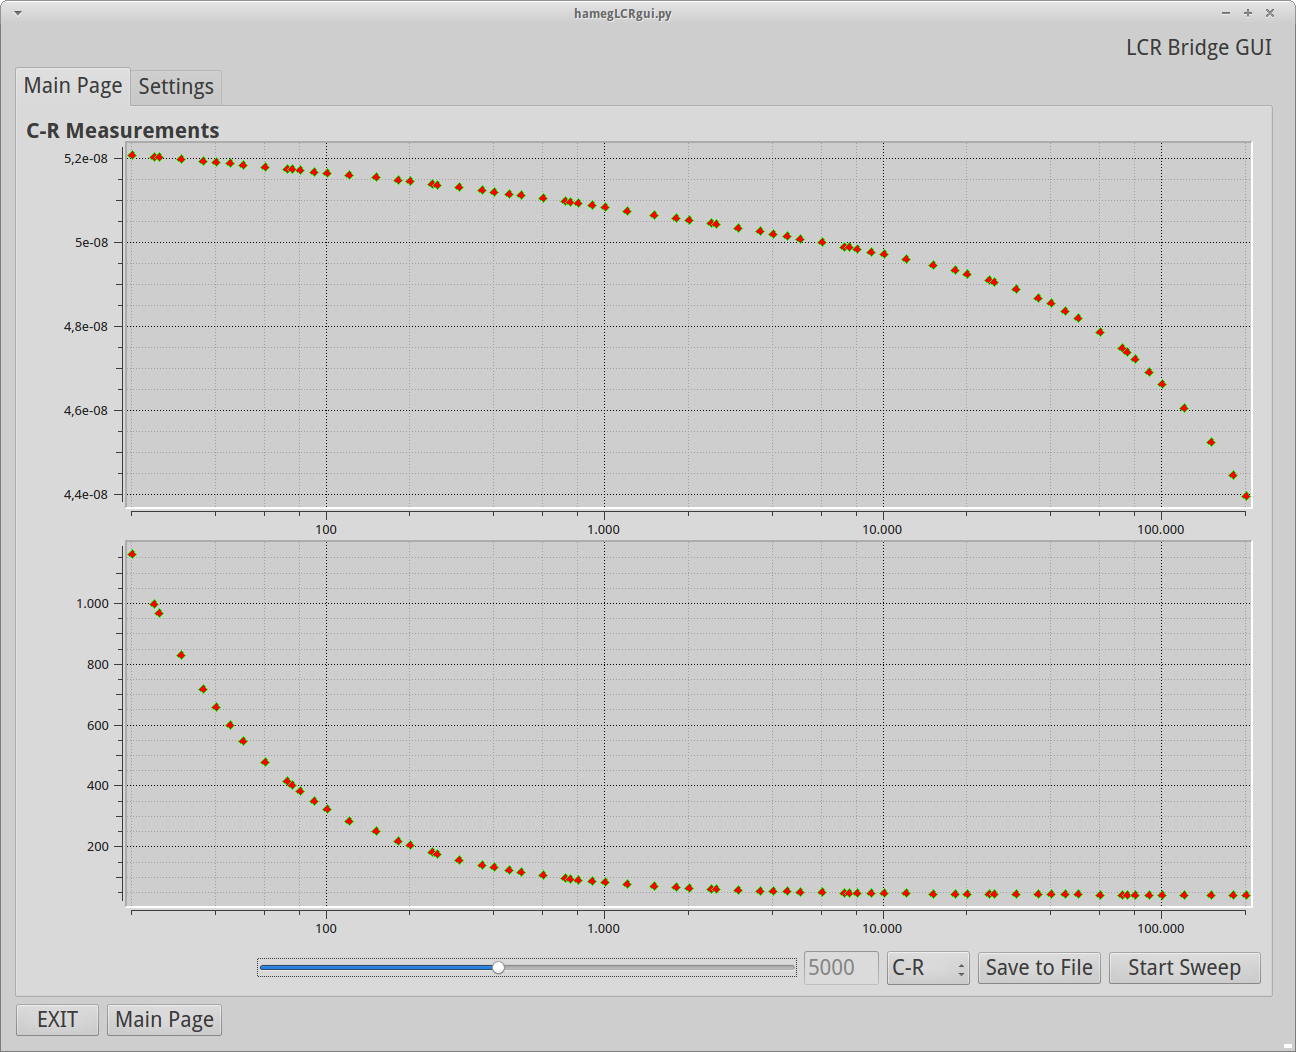 hamegLCRgui.py
LCR Bridge GUI
Main Page Settings
C-R Measurements
5,2e-08
5e-08
4,8e-08
4,6e-08
4,4e-08
100 1.000 10.000 100.000
1.000
800
600
400
200
100 1.000 10.000 100.000
5000 C-R Save to File Start Sweep
EXIT Main Page